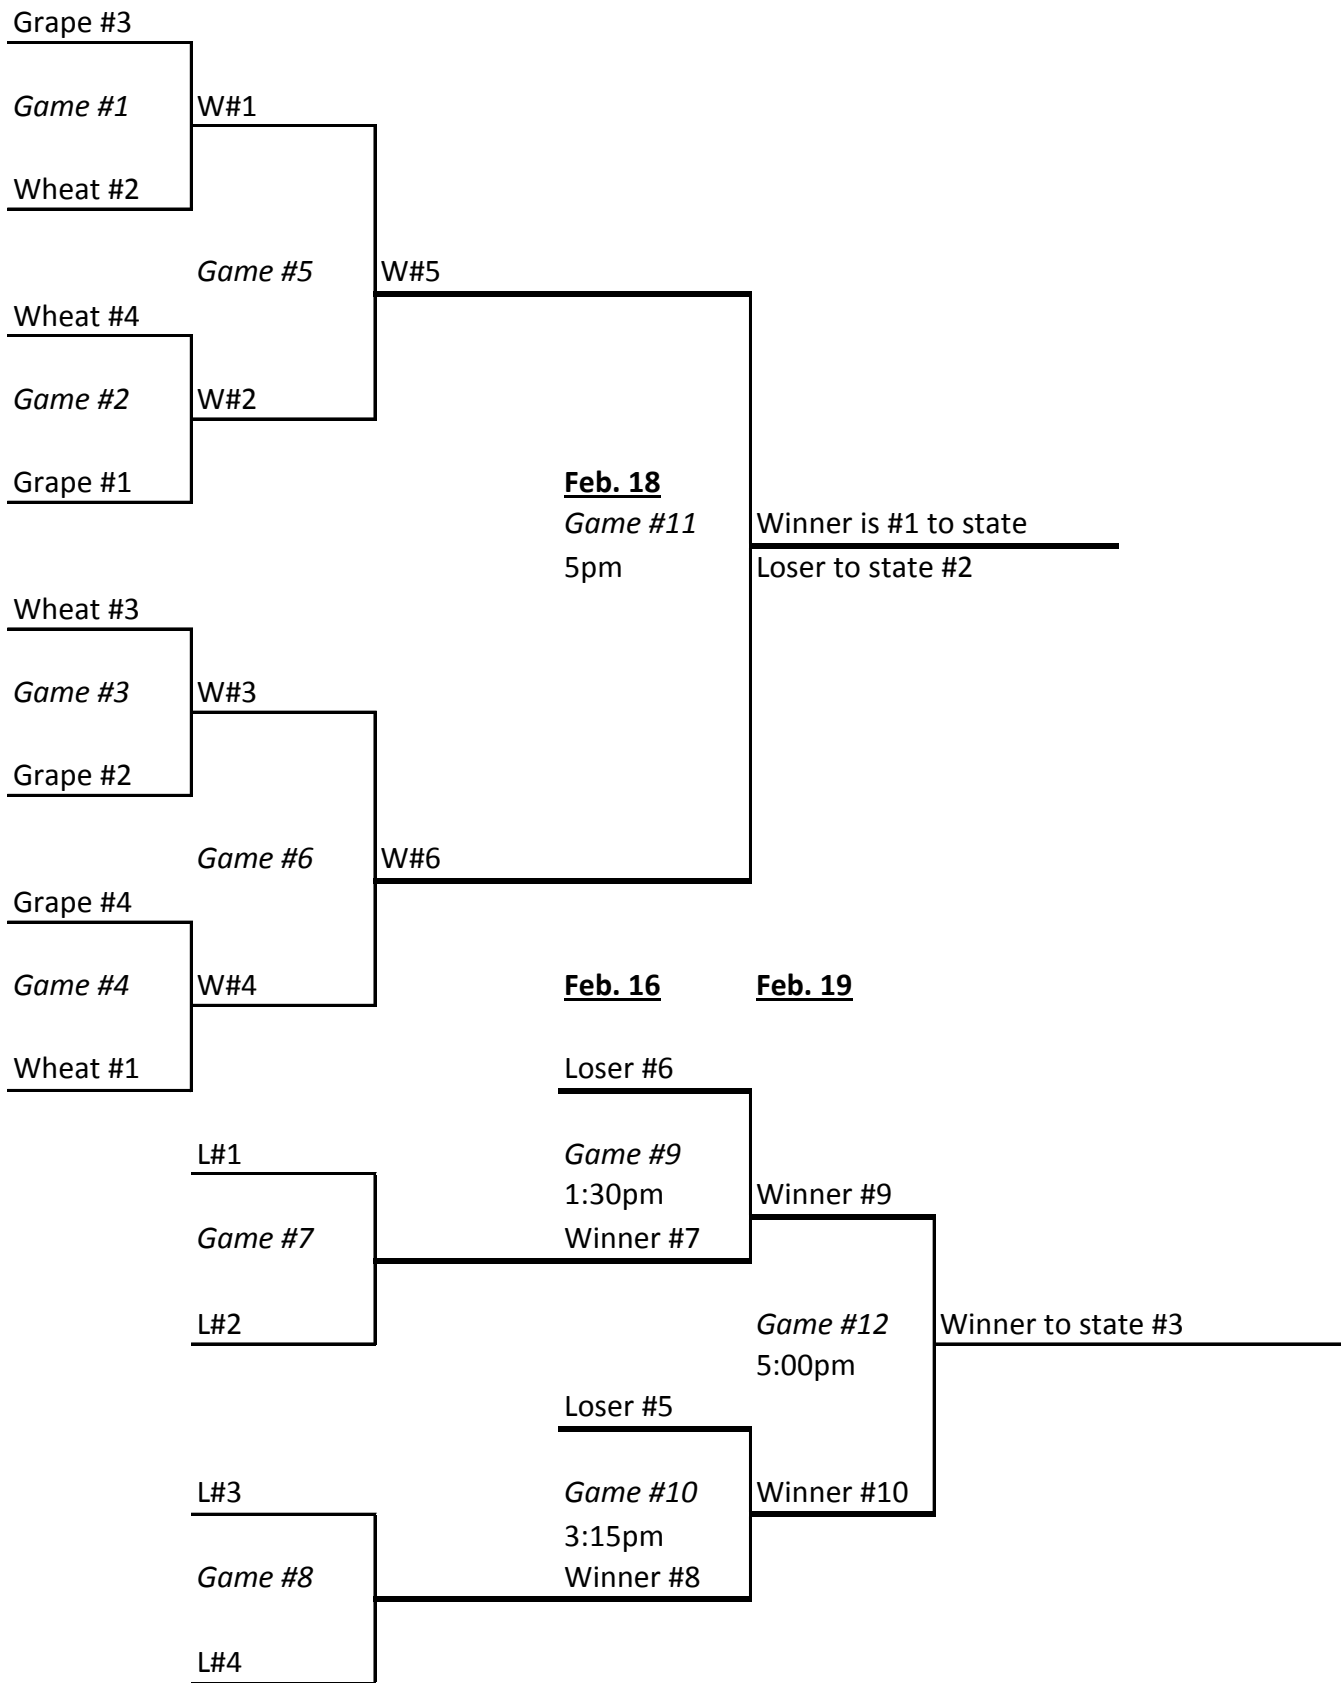 Grape #3
Game #1
W#1
Wheat #2
Game #5
W#5
Wheat #4
Game #2
W#2
Grape #1
Feb. 18
Game #11
Winner is #1 to state
5pm
Loser to state #2
Wheat #3
Game #3
W#3
Grape #2
Game #6
W#6
Grape #4
Game #4
W#4
Feb. 16
Feb. 19
Wheat #1
Loser #6
L#1
Game #9
1:30pm
Winner #9
Game #7
Winner #7
L#2
Game #12
Winner to state #3
5:00pm
Loser #5
L#3
Game #10
Winner #10
3:15pm
Game #8
Winner #8
L#4